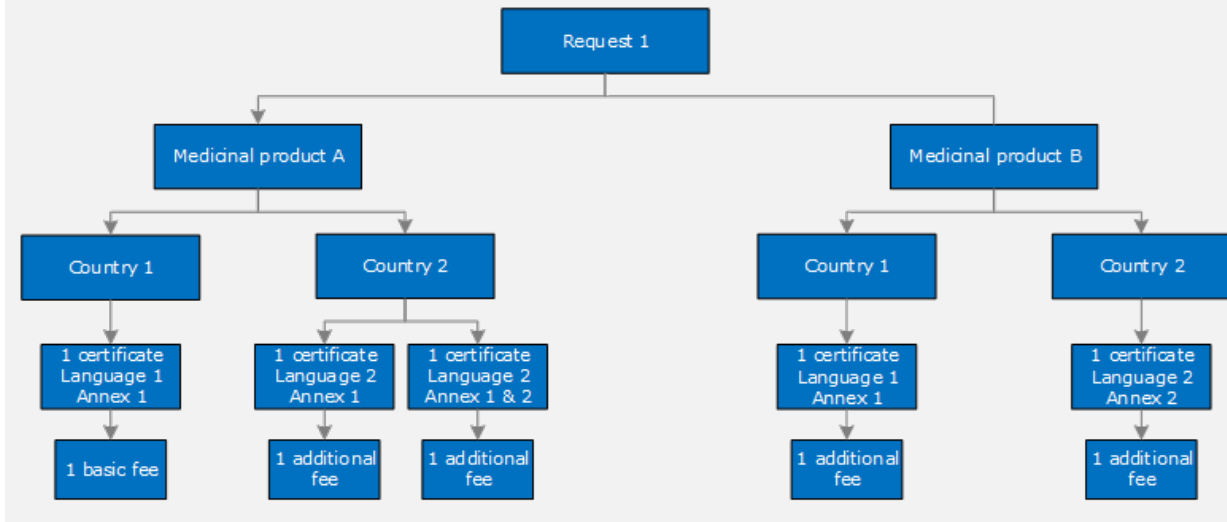 Request 1
Medicinal product A
Medicinal product B
Country 1
Country 2
Country 1
Country 2
1 certificate
Language 1
Annex 1
1 certificate
Language 2
Annex 1
1 certificate
Language 2
Annex 1 & 2
1 certificate
Language 1
Annex 1
1 certificate
Language 2
Annex 2
1 basic fee
1 additional
fee
1 additional
fee
1 additional
fee
1 additional
fee